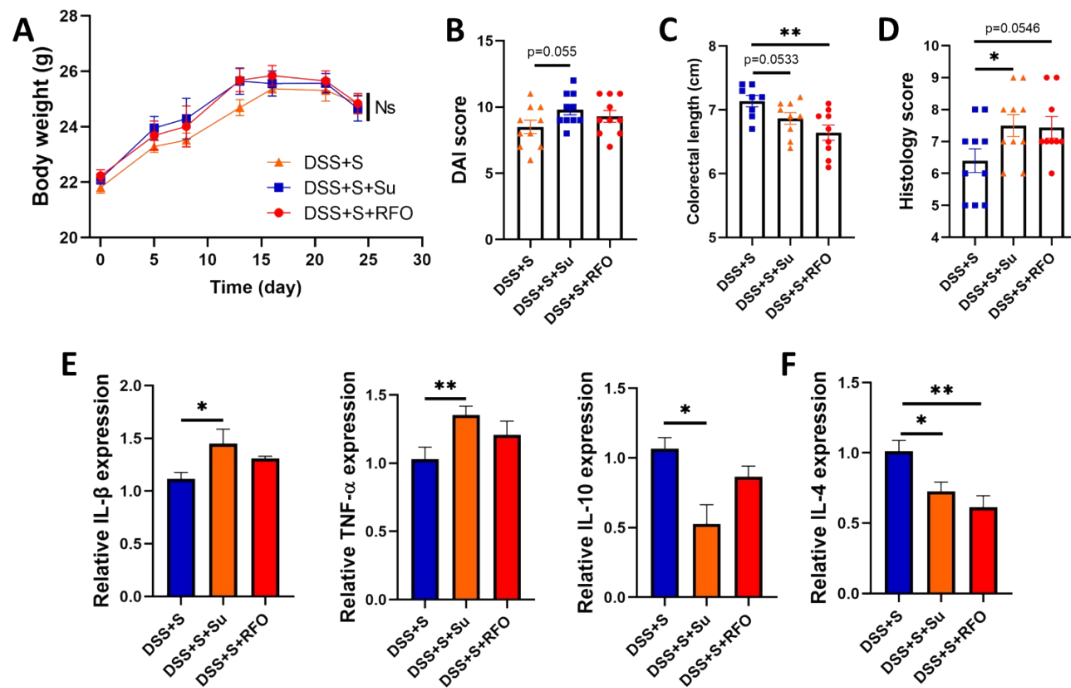 A
Body weight (g)
28
26
24
22
20
0
5
10
15
20
25
30
Time (day)
Ns
DSS+S
DSS+S+Su
DSS+S+RFO
B
DAI score
15
10
5
0
p=0.055
DSS+S
DSS+S+Su
DSS+S+RFO
C
Colorectal length (cm)
8
7
6
5
**
p=0.0533
DSS+S
DSS+S+Su
DSS+S+RFO
D
Histology score
10
9
8
7
6
5
4
p=0.0546
*
DSS+S
DSS+S+Su
DSS+S+RFO
E
Relative IL-β expression
2.0
1.5
1.0
0.5
0.0
*
DSS+S
DSS+S+Su
DSS+S+RFO
Relative TNF-α expression
1.5
1.0
0.5
0.0
**
DSS+S
DSS+S+Su
DSS+S+RFO
Relative IL-10 expression
1.5
1.0
0.5
0.0
*
DSS+S
DSS+S+Su
DSS+S+RFO
F
Relative IL-4 expression
1.5
1.0
0.5
0.0
**
*
DSS+S
DSS+S+Su
DSS+S+RFO